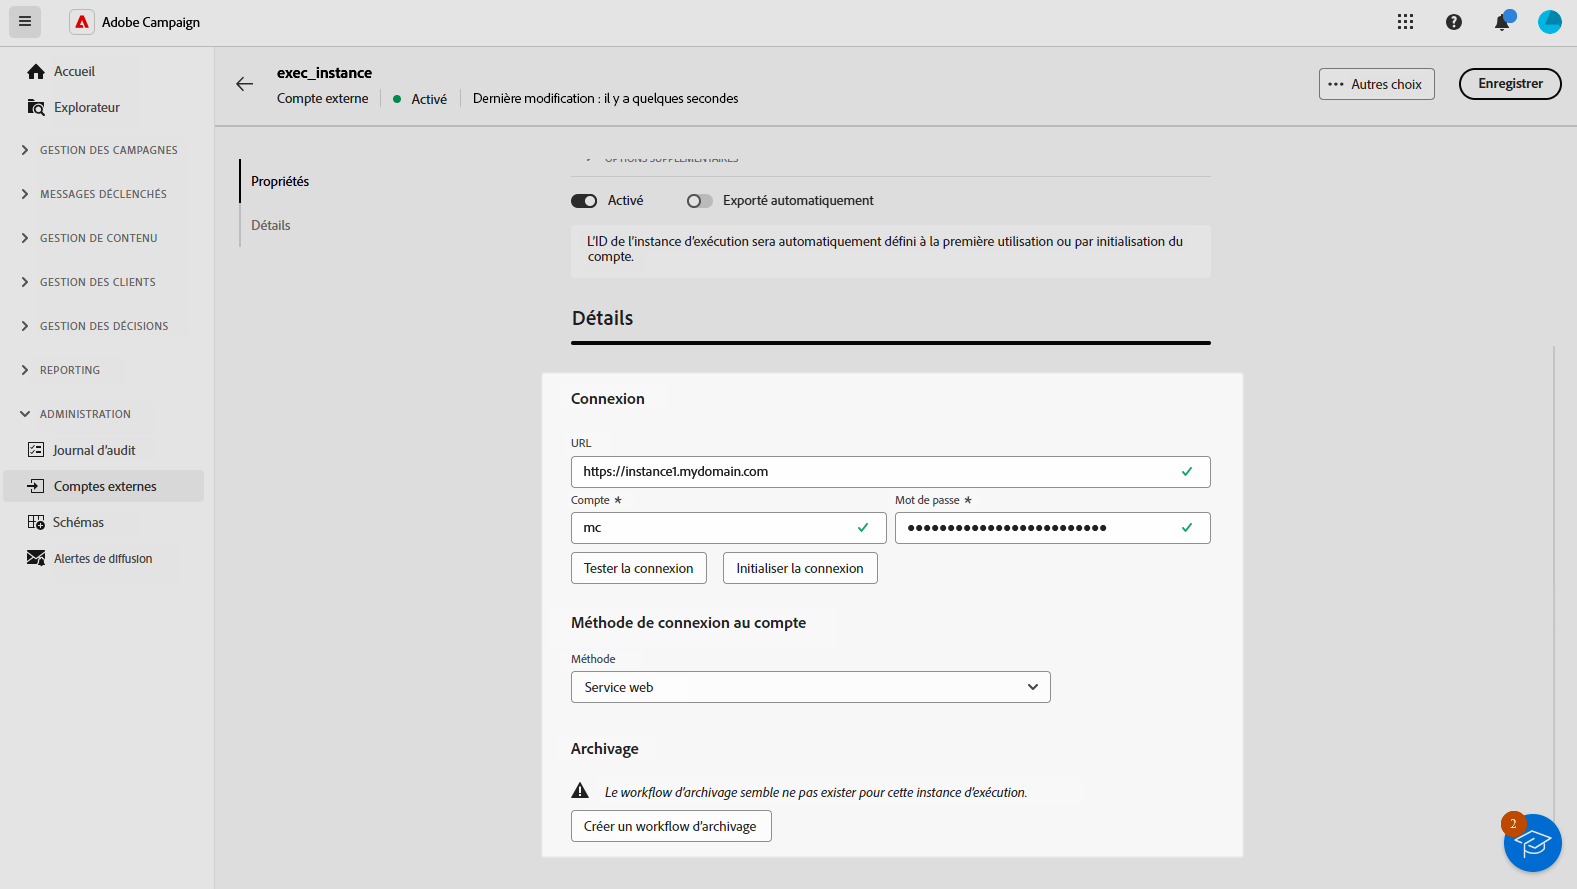 Adobe Campaign
exec_instance
Compte externe
Activé
Dernière modification : il y a quelques secondes
Autres choix
Enregistrer
Accueil
Explorateur
GESTION DES CAMPAGNES
MESSAGES DÉCLENCHÉS
GESTION DE CONTENU
GESTION DES CLIENTS
GESTION DES DÉCISIONS
REPORTING
ADMINISTRATION
Journal d'audit
Comptes externes
Schémas
Alertes de diffusion
Propriétés
Détails
OPTIONS SUPPLÉMENTAIRES
Activé
Exporté automatiquement
L'ID de l'instance d'exécution sera automatiquement défini à la première utilisation ou par initialisation du
compte.
Détails
Connexion
URL
https://instance1.mydomain.com
Compte *
Mot de passe *
mc
•••••••••••••••••••••••••
Tester la connexion
Initialiser la connexion
Méthode de connexion au compte
Méthode
Service web
Archivage
Le workflow d'archivage semble ne pas exister pour cette instance d'exécution.
Créer un workflow d'archivage
2